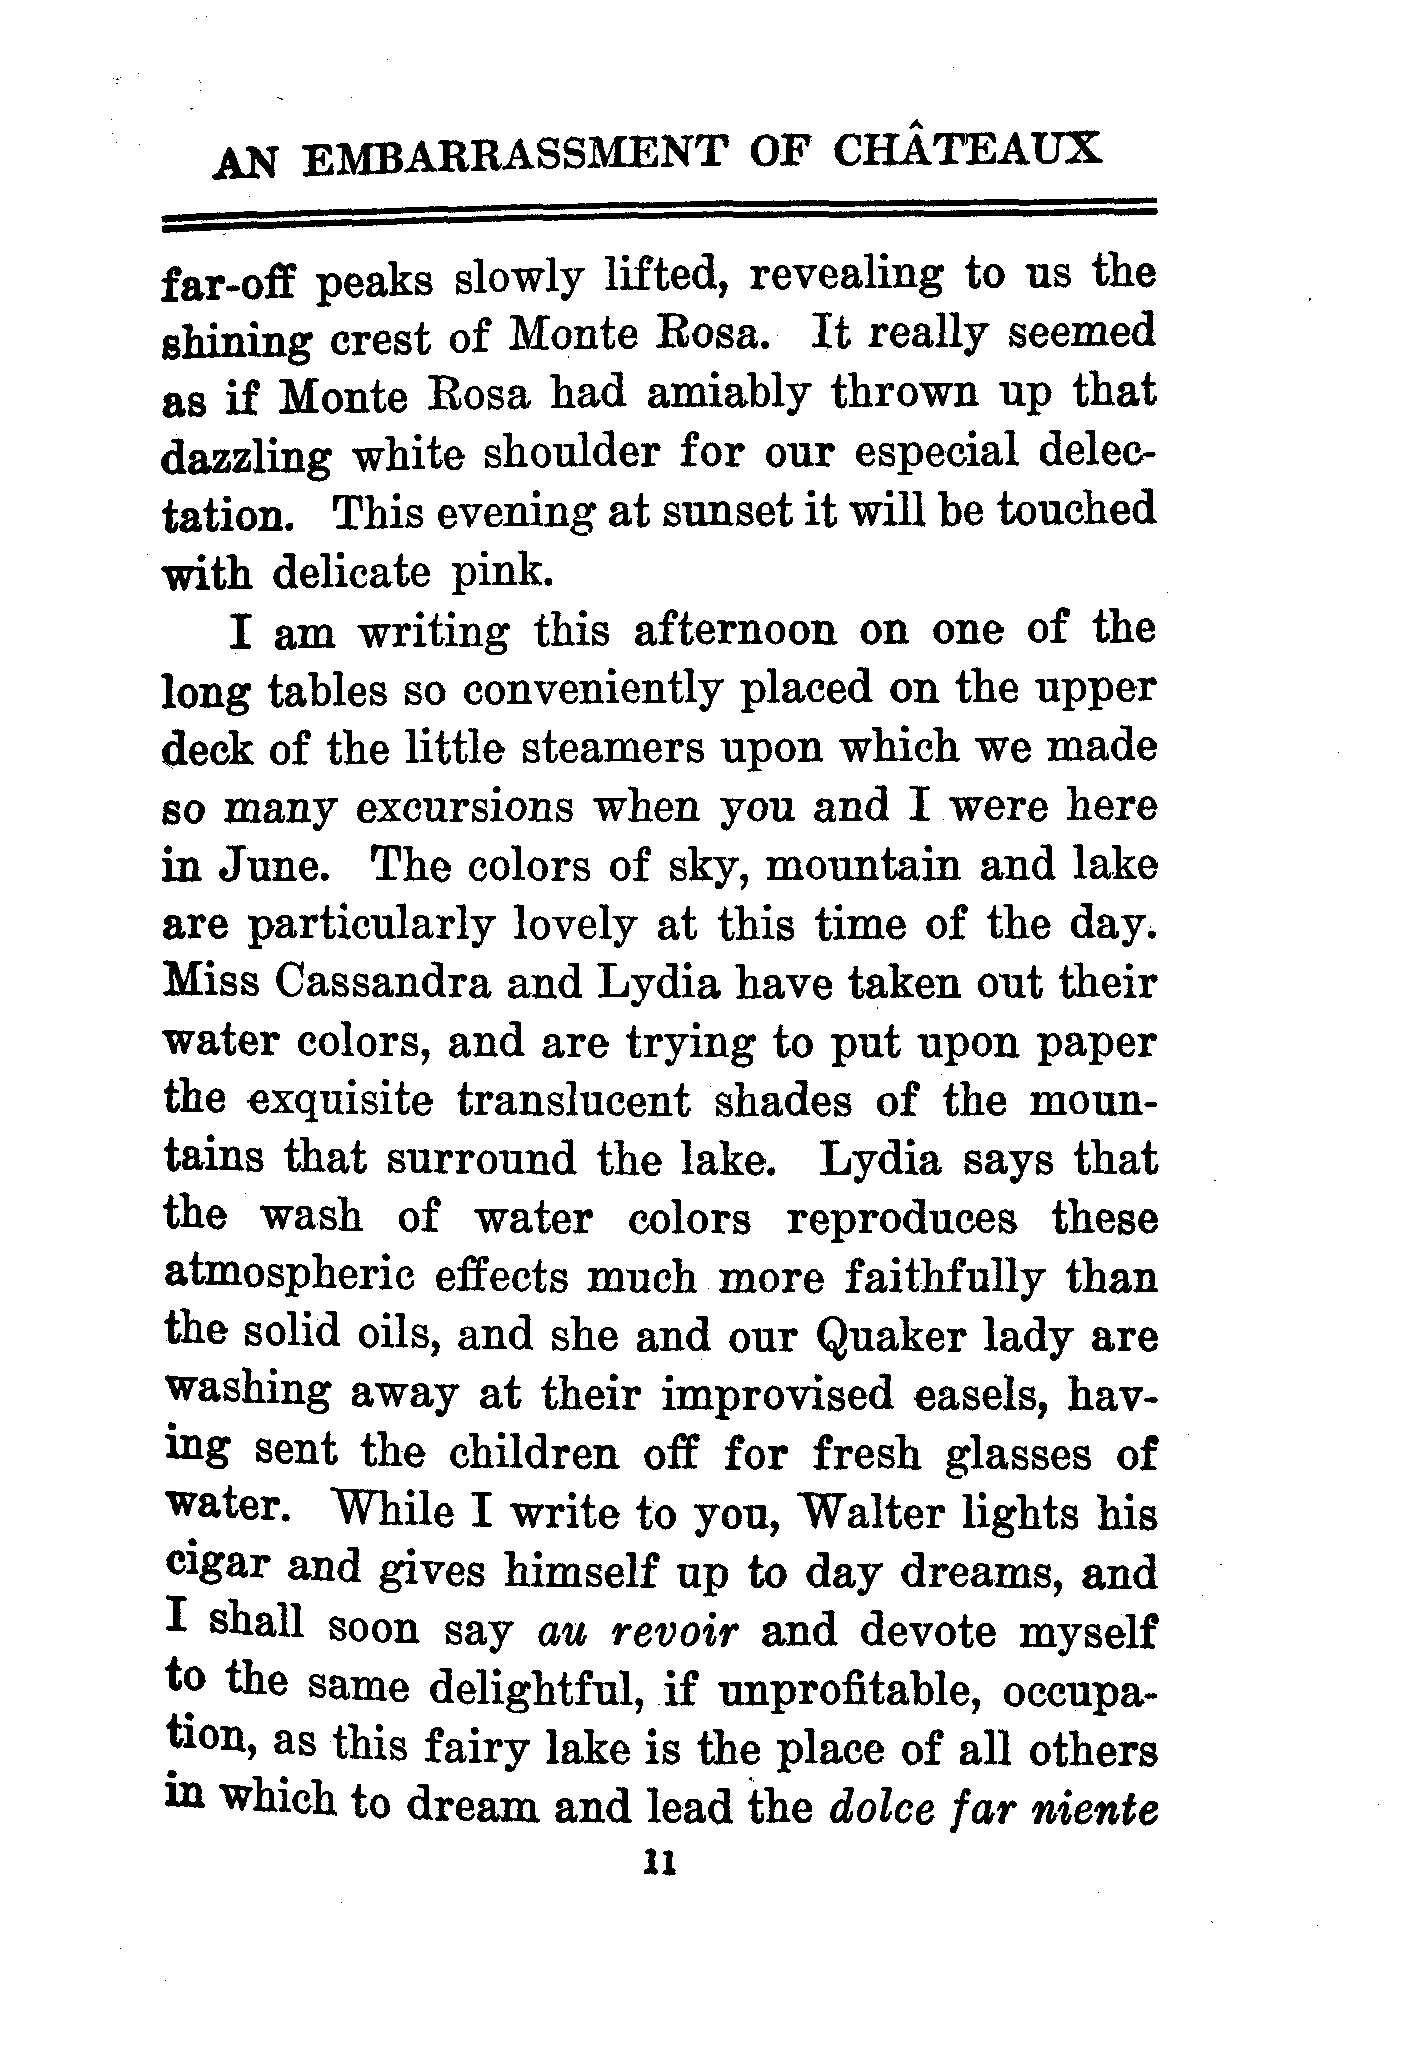 AN EMBARRASSMENT OF CHÂTEAUX
far-off peaks slowly lifted, revealing to us the
shining crest of Monte Rosa. It really seemed
as if Monte Rosa had amiably thrown up that
dazzling white shoulder for our especial delec-
tation. This evening at sunset it will be touched
with delicate pink.
I am writing this afternoon on one of the
long tables so conveniently placed on the upper
deck of the little steamers upon which we made
so many excursions when you and I were here
in June. The colors of sky, mountain and lake
are particularly lovely at this time of the day.
Miss Cassandra and Lydia have taken out their
water colors, and are trying to put upon paper
the exquisite translucent shades of the moun-
tains that surround the lake. Lydia says that
the wash of water colors reproduces these
atmospheric effects much more faithfully than
the solid oils, and she and our Quaker lady are
washing away at their improvised easels, hav-
ing sent the children off for fresh glasses of
water. While I write to you, Walter lights his
cigar and gives himself up to day dreams, and
I shall soon say au revoir and devote myself
to the same delightful, if unprofitable, occupa-
tion, as this fairy lake is the place of all others
in which to dream and lead the dolce far niente
11